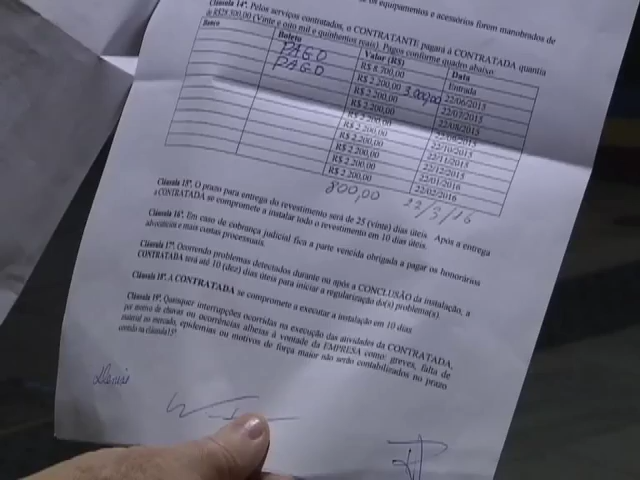 os equipamentos e acessórios forem manobrados de
Cláusula 14ª. Pelos serviços contratados, o CONTRATANTE pagará à CONTRATADA quantia
de R$28.500,00 (Vinte e oito mil e quinhentos reais). Pagos conforme quadro abaixo:
Boleto Valor (R$) Data
PAGO R$ 8.700,00 Entrada
PAGO R$ 2.200,00 3.000,00 22/06/2015
R$ 2.200,00 22/07/2015
R$ 2.200,00 22/08/2015
R$ 2.200,00
R$ 2.200,00 22/10/2015
R$ 2.200,00 22/11/2015
R$ 2.200,00 22/12/2015
R$ 2.200,00 22/01/2016
R$ 2.200,00 22/02/2016
800,00 22/3/16
Cláusula 15ª. O prazo para entrega do revestimento será de 25 (vinte) dias úteis. Após a entrega
a CONTRATADA se compromete a instalar todo o revestimento em 10 dias úteis.
Cláusula 16ª. Em caso de cobrança judicial fica a parte vencida obrigada a pagar os honorários
advocatícios e mais custas processuais.
Cláusula 17ª. Ocorrendo problemas detectados durante ou após a CONCLUSÃO da instalação, a
CONTRATADA terá até 10 (dez) dias úteis para iniciar a regularização do(s) problema(s).
Cláusula 18ª. A CONTRATADA se compromete a executar a instalação em 10 dias
Cláusula 19ª. Quaisquer interrupções ocorridas na execução das atividades da CONTRATADA,
por motivo de chuvas ou ocorrências alheias à vontade da EMPRESA como: greves, falta de
material no mercado, epidemias ou motivos de força maior não serão contabilizados no prazo
contido na cláusula 15ª